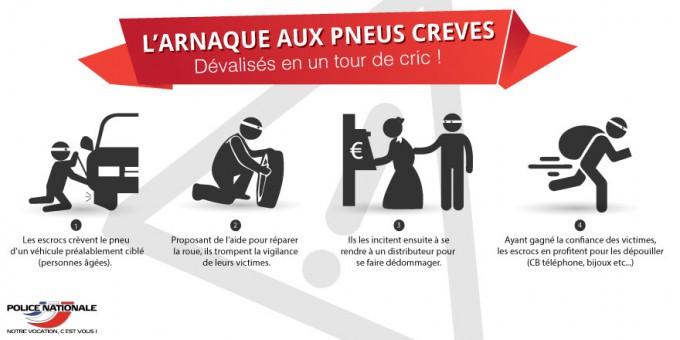 L'ARNAQUE AUX PNEUS CREVES
Dévalisés en un tour de cric !
€
1
Les escrocs crèvent le pneu
d'un véhicule préalablement ciblé
(personnes âgées).
2
Proposant de l'aide pour réparer
la roue, ils trompent la vigilance
de leurs victimes.
3
Ils les incitent ensuite à se
rendre à un distributeur pour
se faire dédommager.
4
Ayant gagné la confiance des victimes,
les escrocs en profitent pour les dépouiller
(CB téléphone, bijoux etc...)
POLICE NATIONALE
NOTRE VOCATION, C'EST VOUS !